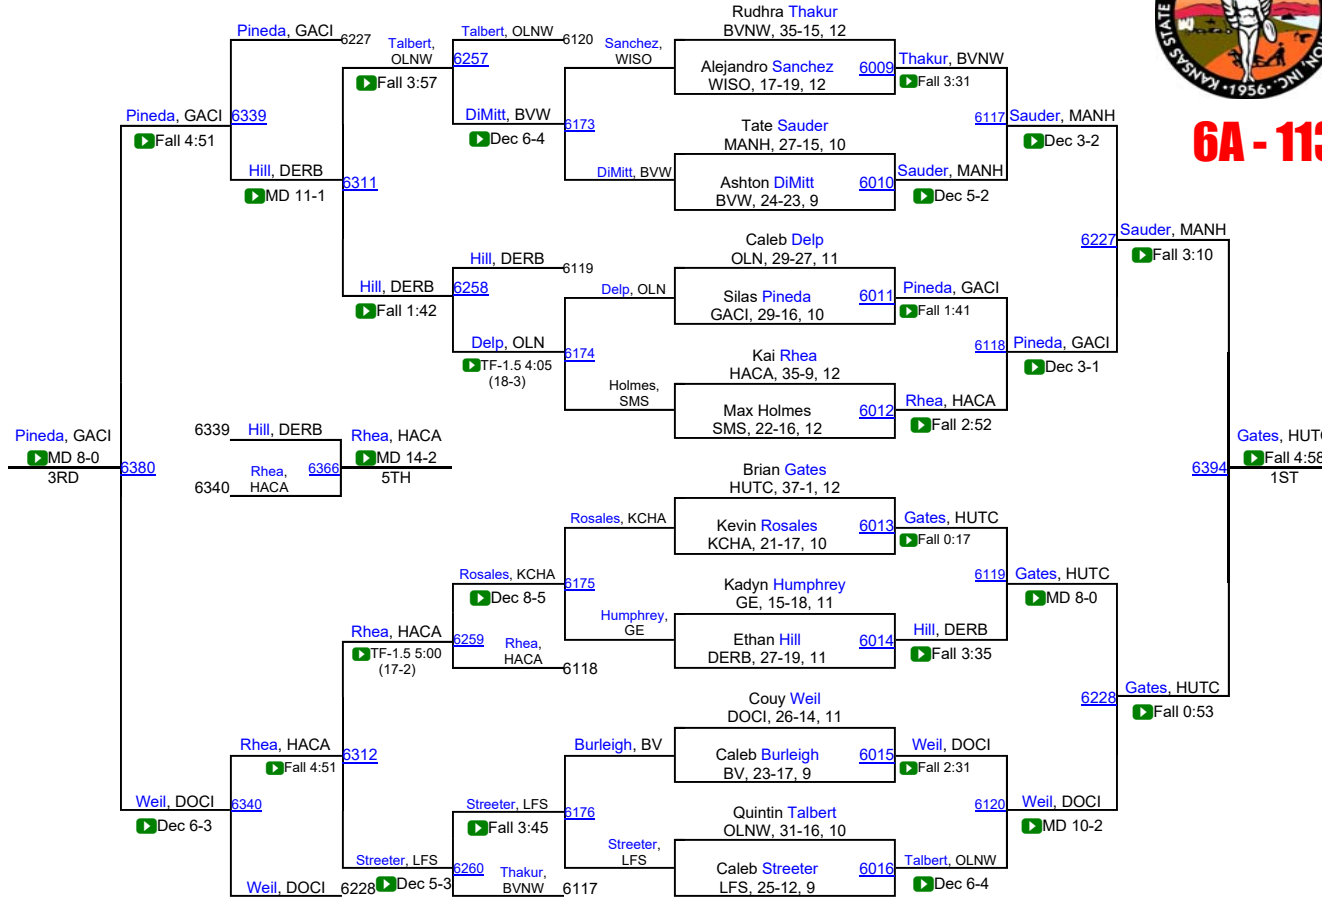 Rudhra Thakur
BVNW, 35-15, 12
Pineda, GACI 6227
Talbert, OLNW
Talbert, OLNW 6120
Sanchez, WISO
6257
Fall 3:57
Alejandro Sanchez
WISO, 17-19, 12
6009
Thakur, BVNW
Fall 3:31
KANSAS STATE
ION, INC.
•1956•
Pineda, GACI
6339
Fall 4:51
DiMitt, BVW
6173
Dec 6-4
Tate Sauder
MANH, 27-15, 10
6117
Sauder, MANH
Dec 3-2
6A - 113
Hill, DERB
6311
MD 11-1
DiMitt, BVW
Ashton DiMitt
BVW, 24-23, 9
6010
Sauder, MANH
Dec 5-2
Caleb Delp
OLN, 29-27, 11
6227
Sauder, MANH
Fall 3:10
Hill, DERB 6119
Hill, DERB
6258
Fall 1:42
Delp, OLN
Silas Pineda
GACI, 29-16, 10
6011
Pineda, GACI
Fall 1:41
Delp, OLN
6174
TF-1.5 4:05
(18-3)
Kai Rhea
HACA, 35-9, 12
6118
Pineda, GACI
Dec 3-1
Holmes, SMS
Max Holmes
SMS, 22-16, 12
6012
Rhea, HACA
Fall 2:52
Pineda, GACI
MD 8-0
3RD
6380
6339 Hill, DERB
6340 Rhea, HACA
6366
Rhea, HACA
MD 14-2
5TH
Brian Gates
HUTC, 37-1, 12
6394
Gates, HUTC
Fall 4:58
1ST
Rosales, KCHA
Kevin Rosales
KCHA, 21-17, 10
6013
Gates, HUTC
Fall 0:17
Rosales, KCHA
6175
Dec 8-5
Kadyn Humphrey
GE, 15-18, 11
6119
Gates, HUTC
MD 8-0
Rhea, HACA
6259
TF-1.5 5:00
(17-2)
Rhea, HACA
6118
Humphrey, GE
Ethan Hill
DERB, 27-19, 11
6014
Hill, DERB
Fall 3:35
Couy Weil
DOCI, 26-14, 11
6228
Gates, HUTC
Fall 0:53
Rhea, HACA
6312
Fall 4:51
Burleigh, BV
Caleb Burleigh
BV, 23-17, 9
6015
Weil, DOCI
Fall 2:31
Weil, DOCI
6340
Dec 6-3
Streeter, LFS
6176
Fall 3:45
Quintin Talbert
OLNW, 31-16, 10
6120
Weil, DOCI
MD 10-2
Streeter, LFS
Caleb Streeter
LFS, 25-12, 9
6016
Talbert, OLNW
Dec 6-4
Streeter, LFS
6260
Dec 5-3
Thakur, BVNW
6117
Weil, DOCI 6228